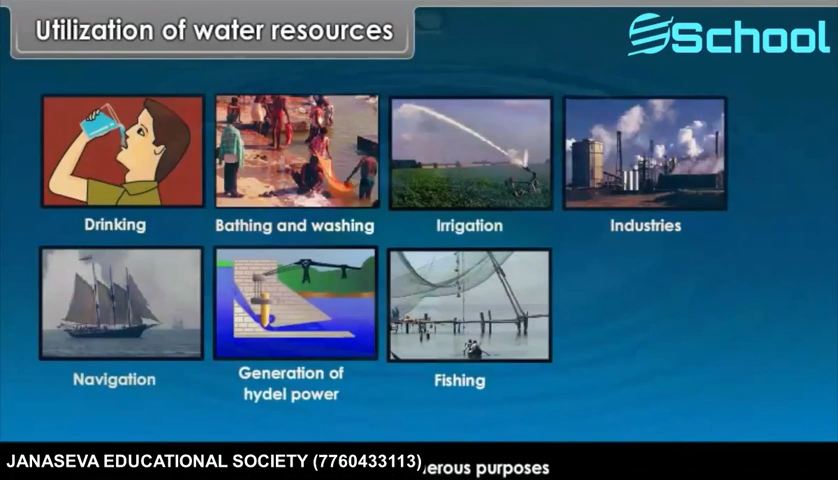 Utilization of water resources
School
Drinking
Bathing and washing
Irrigation
Industries
Navigation
Generation of
hydel power
Fishing
JANASEVA EDUCATIONAL SOCIETY (7760433113)
erous purposes